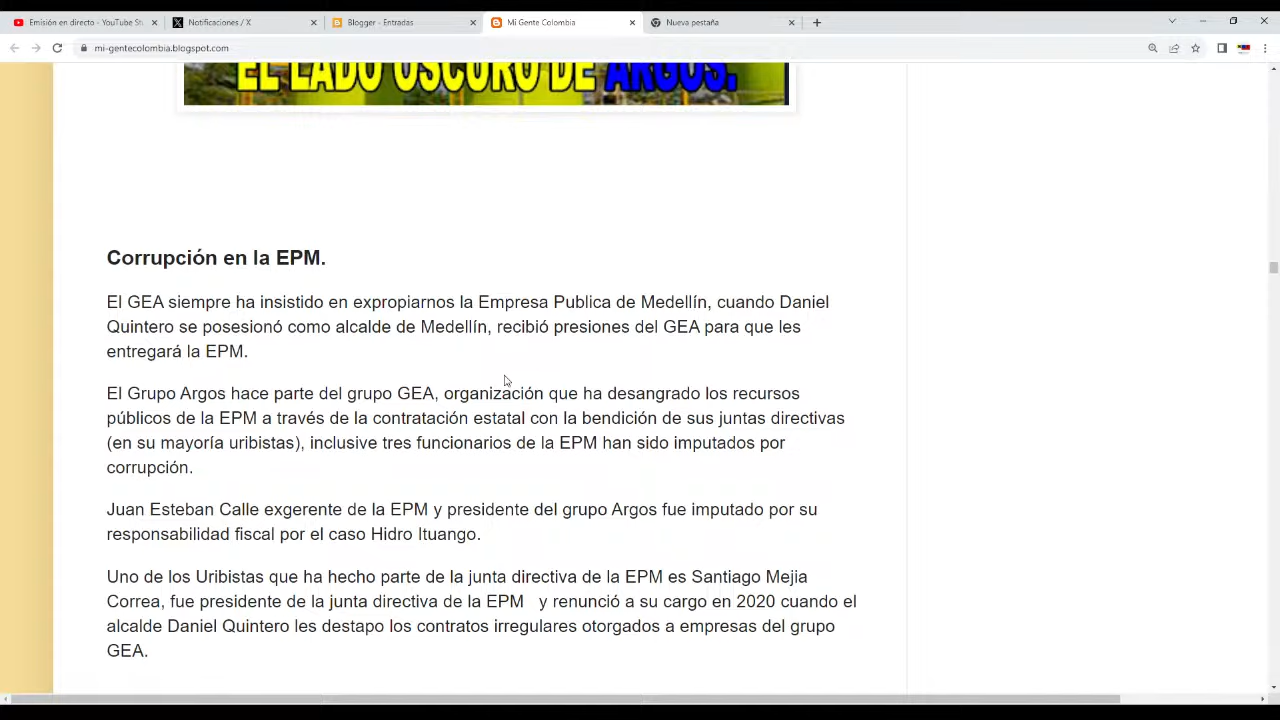 Emisión en directo - YouTube Stu
Notificaciones / X
Blogger - Entradas
Mi Gente Colombia
Nueva pestaña
mi-gentecolombia.blogspot.com
EL LADO OSCURO DE ARGOS.
Corrupción en la EPM.
El GEA siempre ha insistido en expropiarnos la Empresa Publica de Medellín, cuando Daniel
Quintero se posesionó como alcalde de Medellín, recibió presiones del GEA para que les
entregará la EPM.
El Grupo Argos hace parte del grupo GEA, organización que ha desangrado los recursos
públicos de la EPM a través de la contratación estatal con la bendición de sus juntas directivas
(en su mayoría uribistas), inclusive tres funcionarios de la EPM han sido imputados por
corrupción.
Juan Esteban Calle exgerente de la EPM y presidente del grupo Argos fue imputado por su
responsabilidad fiscal por el caso Hidro Ituango.
Uno de los Uribistas que ha hecho parte de la junta directiva de la EPM es Santiago Mejia
Correa, fue presidente de la junta directiva de la EPM y renunció a su cargo en 2020 cuando el
alcalde Daniel Quintero les destapo los contratos irregulares otorgados a empresas del grupo
GEA.